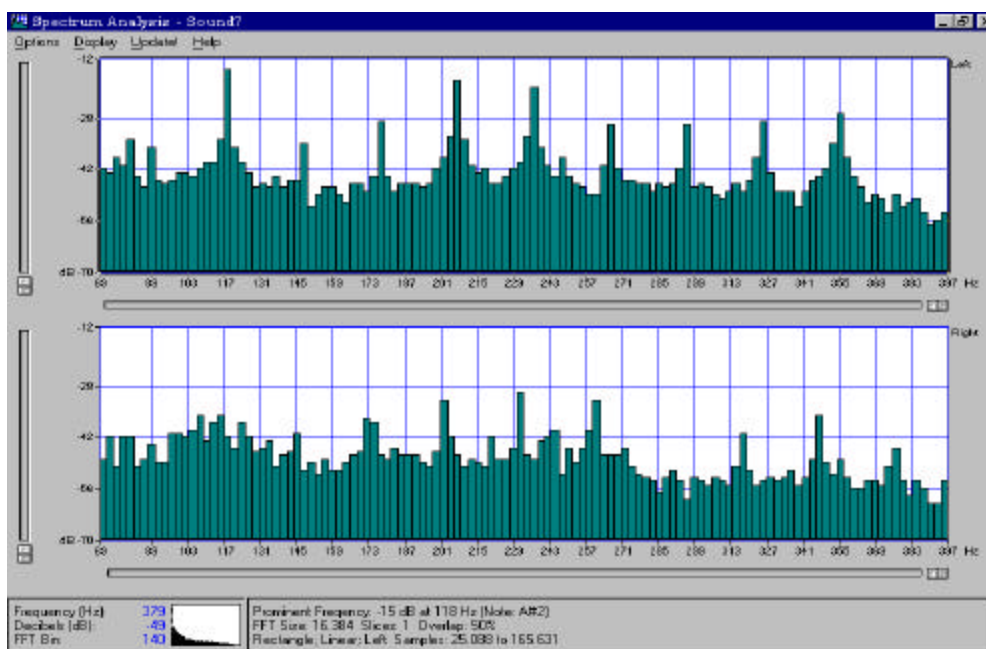 Spectrum Analysis - Sound7
Options Display Update! Help
-12
Left
-28
-42
-56
dB -70
69 89 103 117 131 145 159 173 187 201 215 229 243 257 271 285 299 313 327 341 355 369 383 397 Hz
-12
Right
-28
-42
-56
dB -70
69 89 103 117 131 145 159 173 187 201 215 229 243 257 271 285 299 313 327 341 355 369 383 397 Hz
Frequency (Hz): 379
Decibels (dB): -49
FFT Bin: 140
Prominent Freqency: -15 dB at 118 Hz (Note: A#2)
FFT Size: 16.384 Slices: 1 Overlap: 50%
Rectangle, Linear; Left Samples: 25.088 to 165.631